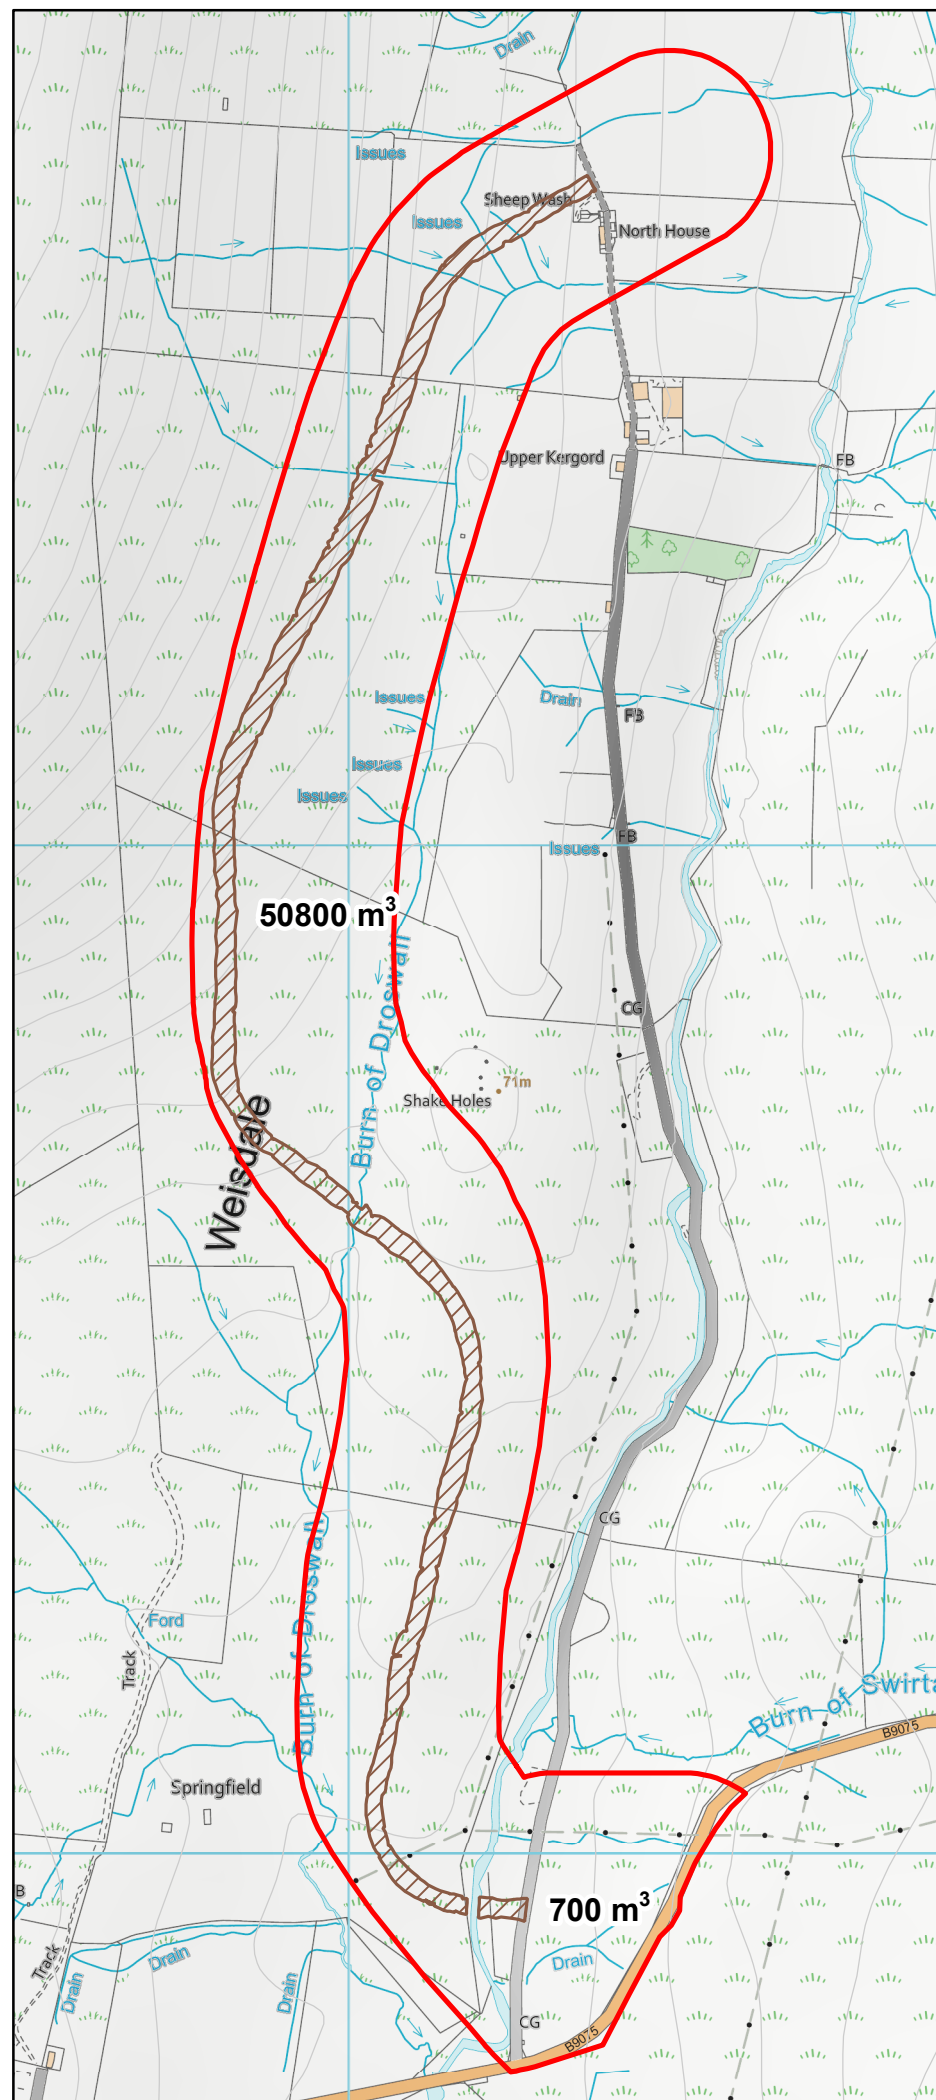 Drain
Issues
Sheep Wash
Issues
North House
Upper Kergord
FB
Issues
Drain
FB
Issues
Issues
FB
Issues
50800 m³
Burn of Droswall
CG
71m
Shake Holes
Weisdale
CG
Burn of Droswall
Ford
Track
Burn of Swirta
B9075
Springfield
B
700 m³
Track
Drain
Drain
Drain
Drain
CG
B9075